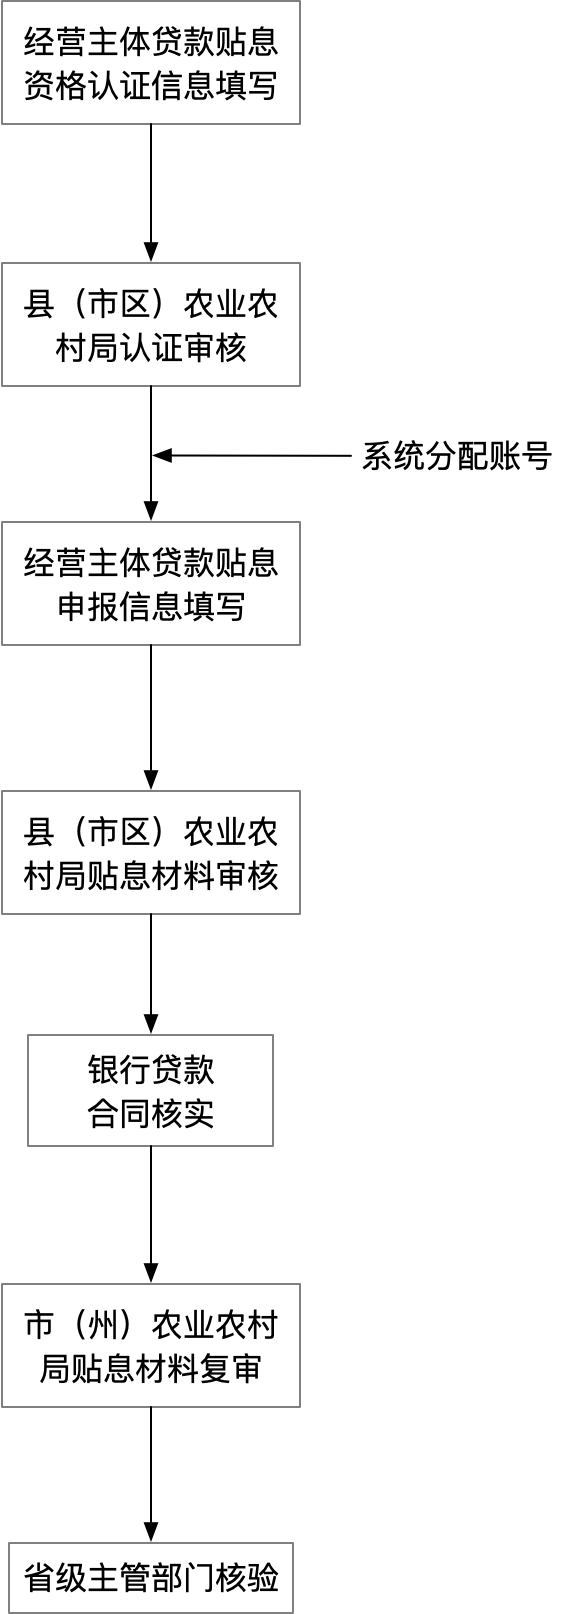 经营主体贷款贴息
资格认证信息填写
县（市区）农业农
村局认证审核
系统分配账号
经营主体贷款贴息
申报信息填写
县（市区）农业农
村局贴息材料审核
银行贷款
合同核实
市（州）农业农村
局贴息材料复审
省级主管部门核验